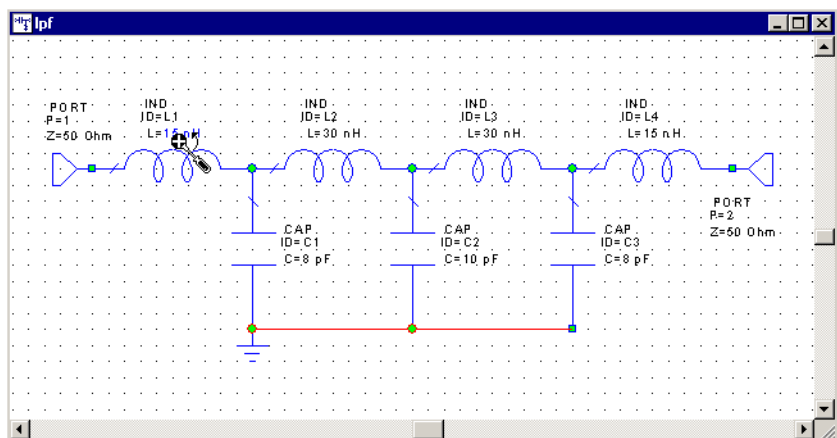 lpf
PORT
P=1
Z=50 Ohm
IND
ID=L1
L=15 nH
IND
ID=L2
L=30 nH
IND
ID=L3
L=30 nH
IND
ID=L4
L=15 nH
PORT
P=2
Z=50 Ohm
CAP
ID=C1
C=8 pF
CAP
ID=C2
C=10 pF
CAP
ID=C3
C=8 pF